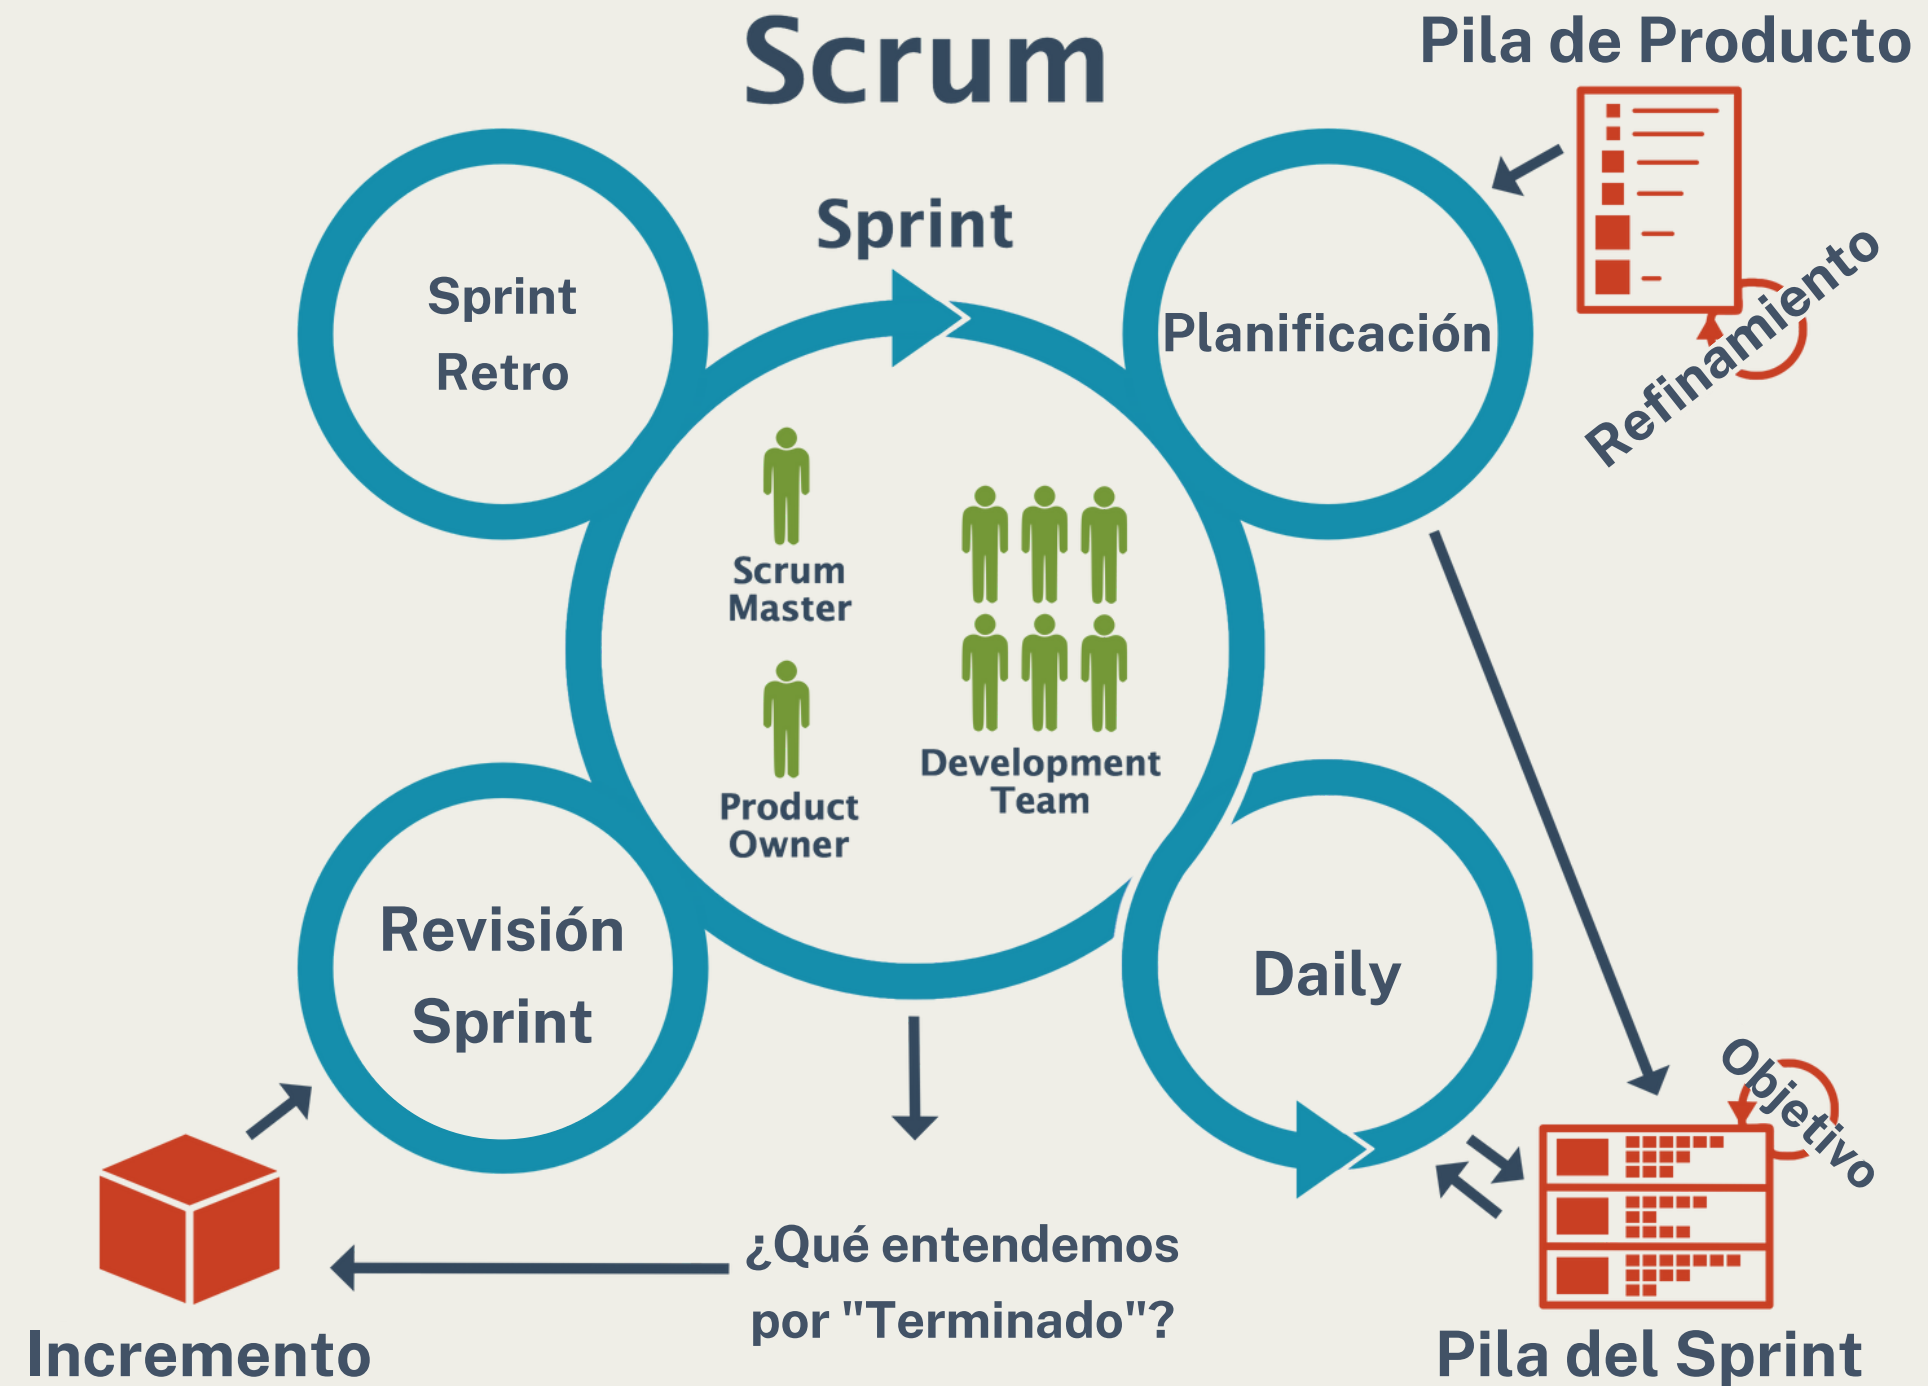 Scrum
Pila de Producto
Sprint
Sprint
Retro
Planificación
Refinamiento
Scrum
Master
Product
Owner
Development
Team
Revisión
Sprint
Daily
Objetivo
¿Qué entendemos
por "Terminado"?
Incremento
Pila del Sprint